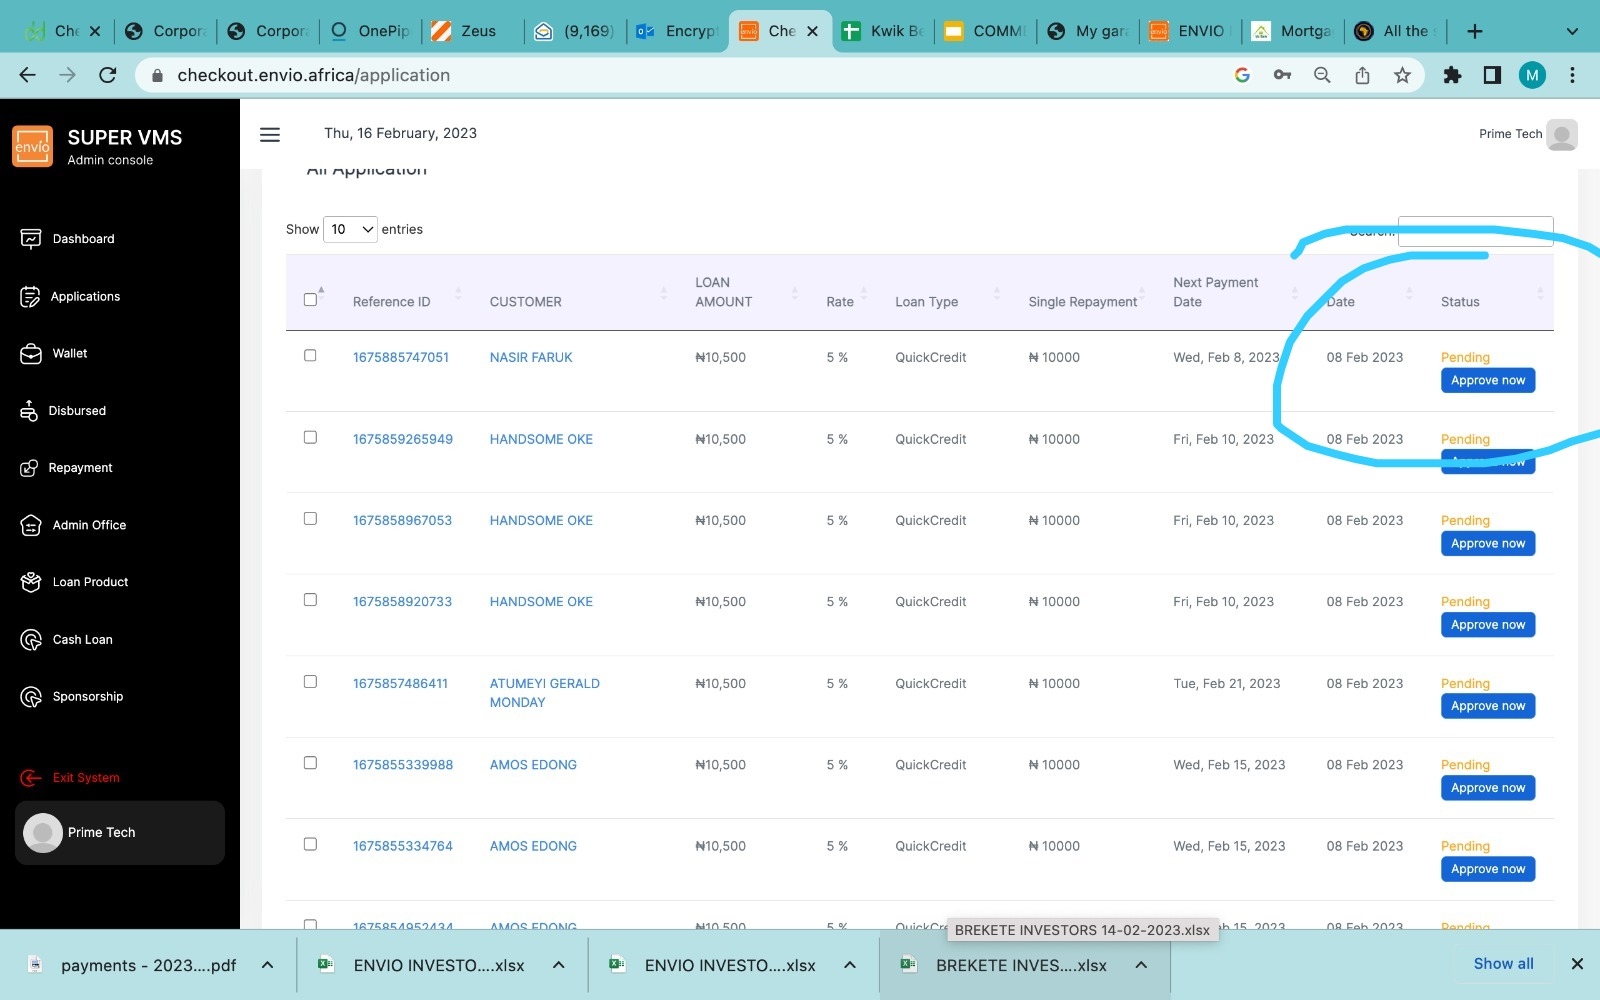 Che
Corpor
Corpor
OnePip
Zeus
(9,169)
Encryp
Che
Kwik Be
COMM
My gar
ENVIO
Mortga
All the
checkout.envio.africa/application
M
envío
SUPER VMS
Admin console
Thu, 16 February, 2023
Prime Tech
All Application
Dashboard
Applications
Wallet
Disbursed
Repayment
Admin Office
Loan Product
Cash Loan
Sponsorship
Exit System
Prime Tech
Show 10 entries
Search:
Reference ID CUSTOMER LOAN AMOUNT Rate Loan Type Single Repayment Next Payment Date Date Status
1675885747051 NASIR FARUK ₦10,500 5 % QuickCredit ₦ 10000 Wed, Feb 8, 2023 08 Feb 2023 Pending
Approve now
1675859265949 HANDSOME OKE ₦10,500 5 % QuickCredit ₦ 10000 Fri, Feb 10, 2023 08 Feb 2023 Pending
Approve now
1675858967053 HANDSOME OKE ₦10,500 5 % QuickCredit ₦ 10000 Fri, Feb 10, 2023 08 Feb 2023 Pending
Approve now
1675858920733 HANDSOME OKE ₦10,500 5 % QuickCredit ₦ 10000 Fri, Feb 10, 2023 08 Feb 2023 Pending
Approve now
1675857486411 ATUMEYI GERALD MONDAY ₦10,500 5 % QuickCredit ₦ 10000 Tue, Feb 21, 2023 08 Feb 2023 Pending
Approve now
1675855339988 AMOS EDONG ₦10,500 5 % QuickCredit ₦ 10000 Wed, Feb 15, 2023 08 Feb 2023 Pending
Approve now
1675855334764 AMOS EDONG ₦10,500 5 % QuickCredit ₦ 10000 Wed, Feb 15, 2023 08 Feb 2023 Pending
Approve now
1675854952434 AMOS EDONG ₦10,500 5 % QuickCre 15, 2023 08 Feb 2023 Pending
BREKETE INVESTORS 14-02-2023.xlsx
payments - 2023....pdf
ENVIO INVESTO....xlsx
ENVIO INVESTO....xlsx
BREKETE INVES....xlsx
Show all